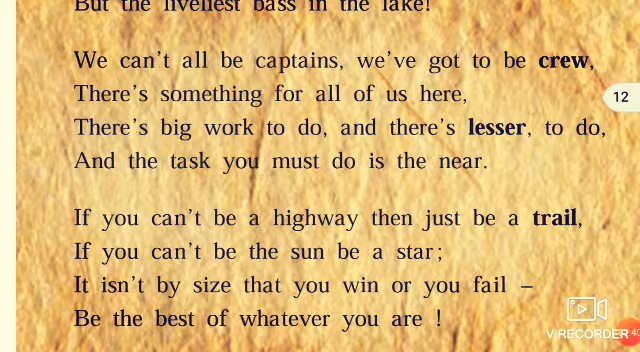 But the liveliest bass in the lake!
We can't all be captains, we've got to be crew,
There's something for all of us here,
12
There's big work to do, and there's lesser, to do,
And the task you must do is the near.
If you can't be a highway then just be a trail,
If you can't be the sun be a star;
It isn't by size that you win or you fail –
Be the best of whatever you are !
V RECORDER
40